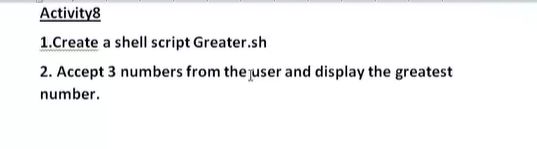 Activity8
1.Create a shell script Greater.sh
2. Accept 3 numbers from the user and display the greatest
number.